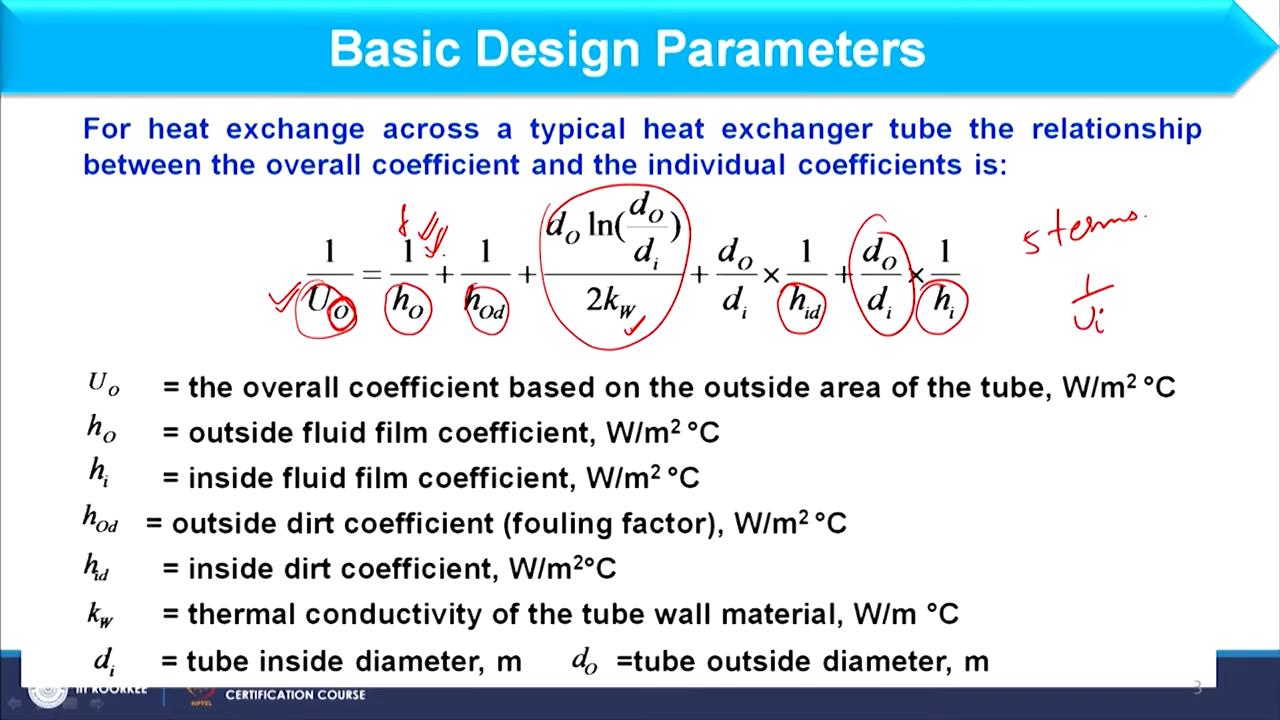 Basic Design Parameters
For heat exchange across a typical heat exchanger tube the relationship
between the overall coefficient and the individual coefficients is:
1/U_O = 1/h_O + 1/h_Od + d_O ln(d_O/d_i)/2k_W + d_O/d_i × 1/h_id + d_O/d_i × 1/h_i
5 terms.
1/Ui
U_O = the overall coefficient based on the outside area of the tube, W/m² °C
h_O = outside fluid film coefficient, W/m² °C
h_i = inside fluid film coefficient, W/m² °C
h_Od = outside dirt coefficient (fouling factor), W/m² °C
h_id = inside dirt coefficient, W/m²°C
k_W = thermal conductivity of the tube wall material, W/m °C
d_i = tube inside diameter, m d_O =tube outside diameter, m
IIT ROORKEE
NPTEL
CERTIFICATION COURSE
3